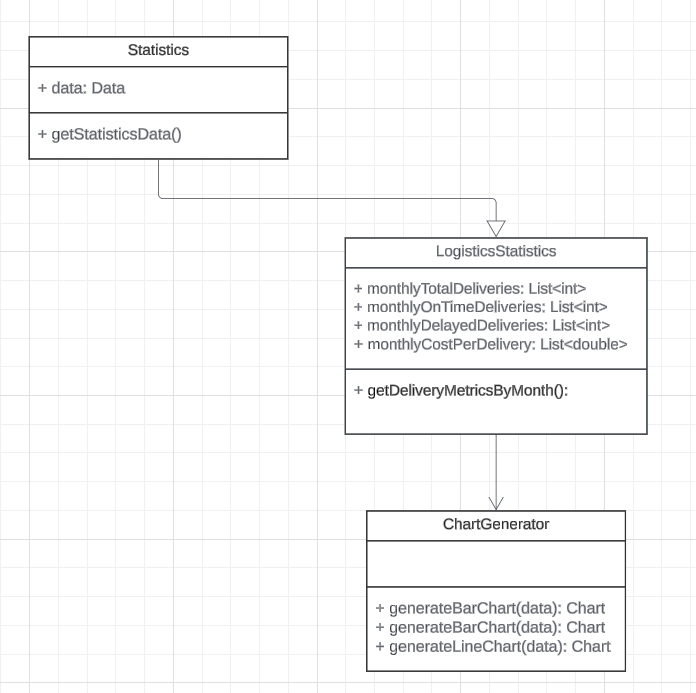 Statistics
+ data: Data
+ getStatisticsData()
LogisticsStatistics
+ monthlyTotalDeliveries: List<int>
+ monthlyOnTimeDeliveries: List<int>
+ monthlyDelayedDeliveries: List<int>
+ monthlyCostPerDelivery: List<double>
+ getDeliveryMetricsByMonth():
ChartGenerator
+ generateBarChart(data): Chart
+ generateBarChart(data): Chart
+ generateLineChart(data): Chart